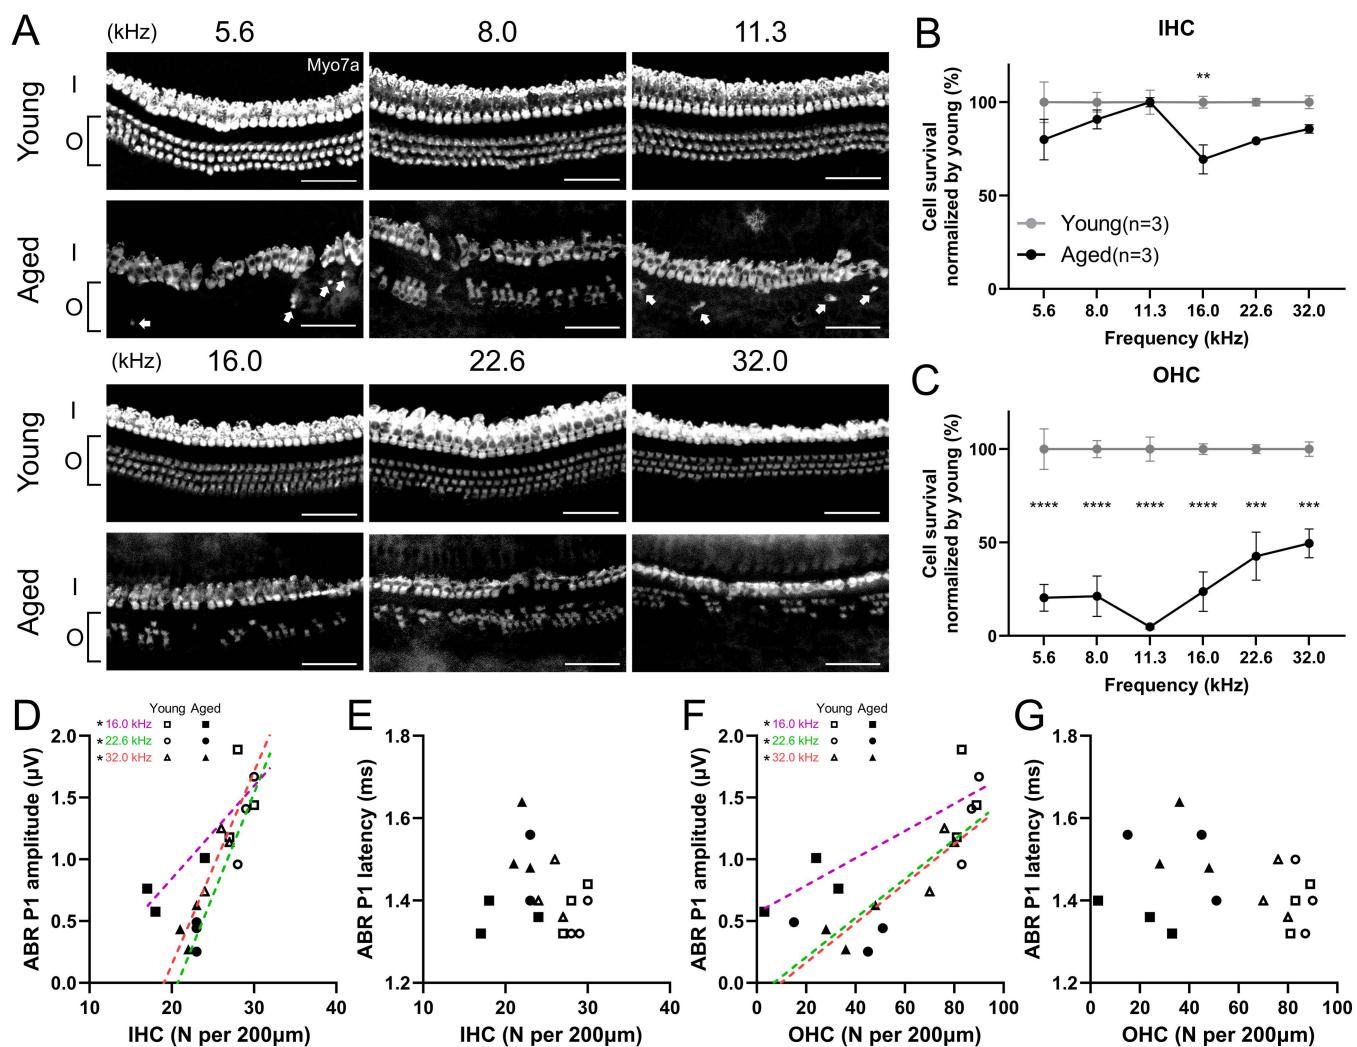 A
(kHz) 5.6 8.0 11.3
Young I O
Myo7a
Aged I O
(kHz) 16.0 22.6 32.0
Young I O
Aged I O
B
IHC
Cell survival
normalized by young (%)
100
**
50
0
Young(n=3)
Aged(n=3)
5.6 8.0 11.3 16.0 22.6 32.0
Frequency (kHz)
C
OHC
Cell survival
normalized by young (%)
100
**** **** **** **** *** ***
50
0
5.6 8.0 11.3 16.0 22.6 32.0
Frequency (kHz)
D
Young Aged
* 16.0 kHz
* 22.6 kHz
* 32.0 kHz
ABR P1 amplitude (µV)
2.0
1.5
1.0
0.5
0.0
10 20 30 40
IHC (N per 200µm)
E
ABR P1 latency (ms)
1.8
1.6
1.4
1.2
10 20 30 40
IHC (N per 200µm)
F
Young Aged
* 16.0 kHz
* 22.6 kHz
* 32.0 kHz
ABR P1 amplitude (µV)
2.0
1.5
1.0
0.5
0.0
0 20 40 60 80 100
OHC (N per 200µm)
G
ABR P1 latency (ms)
1.8
1.6
1.4
1.2
0 20 40 60 80 100
OHC (N per 200µm)